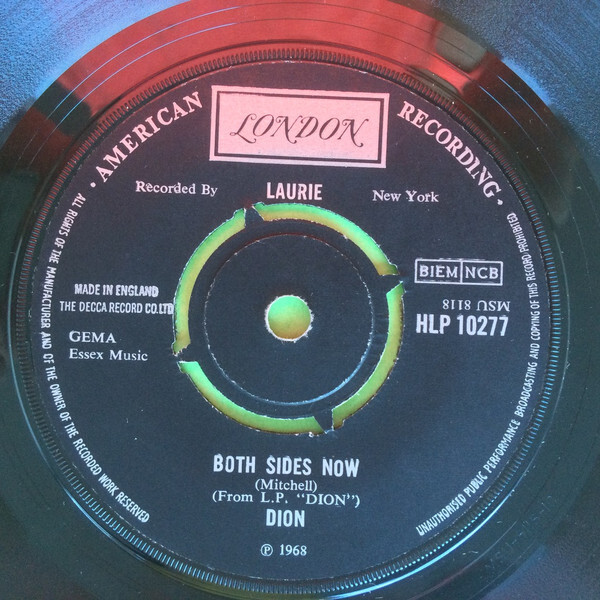 · AMERICAN RECORDING ·
LONDON
Recorded By LAURIE New York
BIEM NCB
MADE IN ENGLAND
THE DECCA RECORD CO.LTD
MSU 8118
HLP 10277
GEMA
Essex Music
BOTH SIDES NOW
(Mitchell)
(From L.P. "DION")
DION
℗ 1968
ALL RIGHTS OF THE MANUFACTURER AND OF THE OWNER OF THE RECORDED WORK RESERVED
UNAUTHORISED PUBLIC PERFORMANCE BROADCASTING AND COPYING OF THIS RECORD PROHIBITED